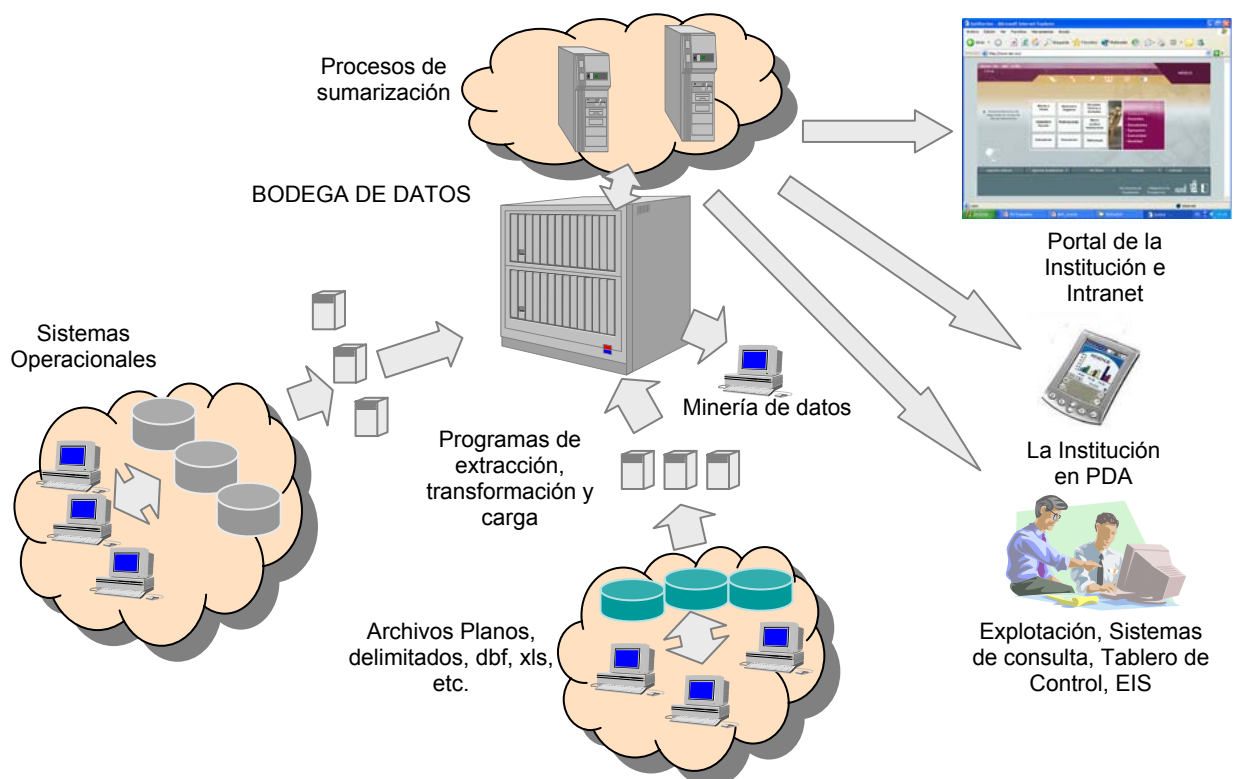 Procesos de
sumarización
BODEGA DE DATOS
Sistemas
Operacionales
Programas de
extracción,
transformación y
carga
Minería de datos
Archivos Planos,
delimitados, dbf, xls,
etc.
Portal de la
Institución e
Intranet
La Institución
en PDA
Explotación, Sistemas
de consulta, Tablero de
Control, EIS